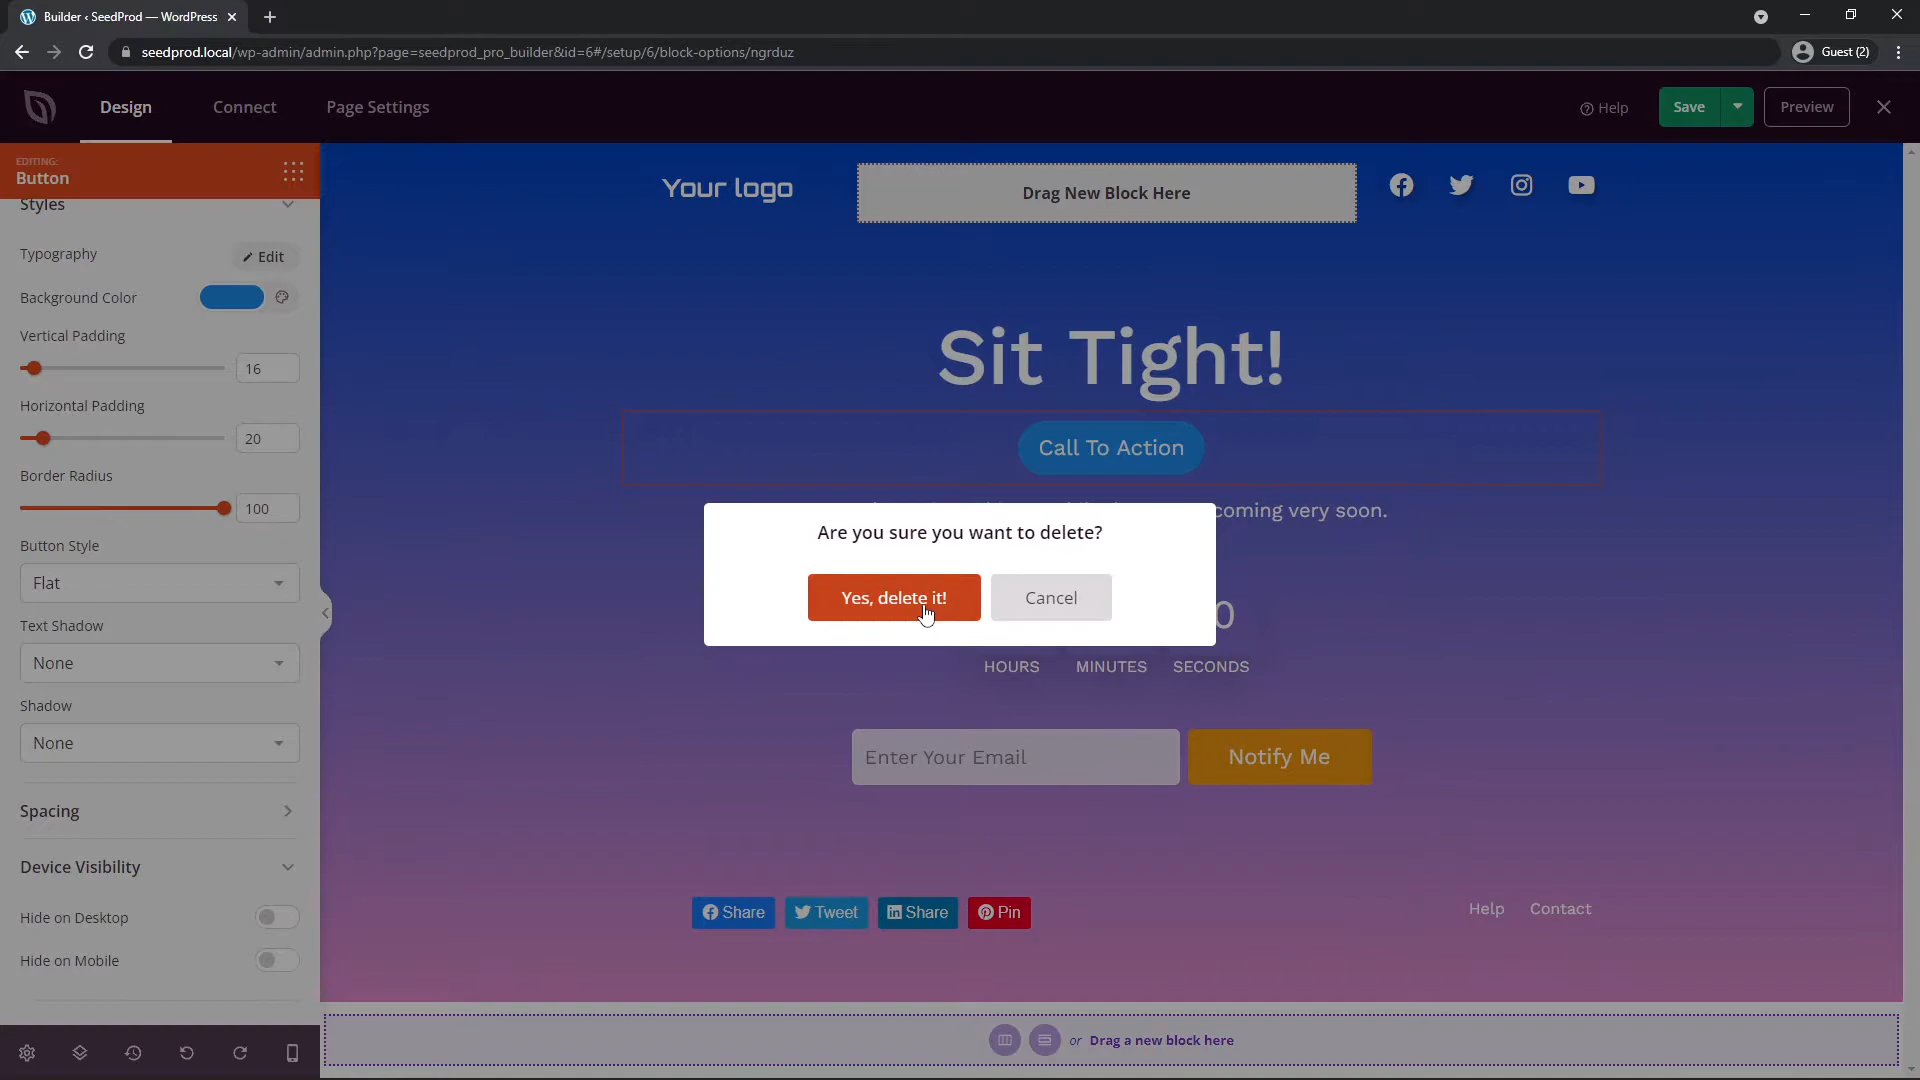 Builder ‹ SeedProd — WordPress
seedprod.local/wp-admin/admin.php?page=seedprod_pro_builder&id=6#/setup/6/block-options/ngrduz
Guest (2)
Design
Connect
Page Settings
Help
Save
Preview
EDITING:
Button
Styles
Typography
Edit
Background Color
Vertical Padding
16
Horizontal Padding
20
Border Radius
100
Button Style
Flat
Text Shadow
None
Shadow
None
Spacing
Device Visibility
Hide on Desktop
Hide on Mobile
Your logo
Drag New Block Here
Sit Tight!
Call To Action
coming very soon.
Are you sure you want to delete?
Yes, delete it!
Cancel
0
HOURS MINUTES SECONDS
Enter Your Email
Notify Me
Share
Tweet
Share
Pin
Help
Contact
or Drag a new block here